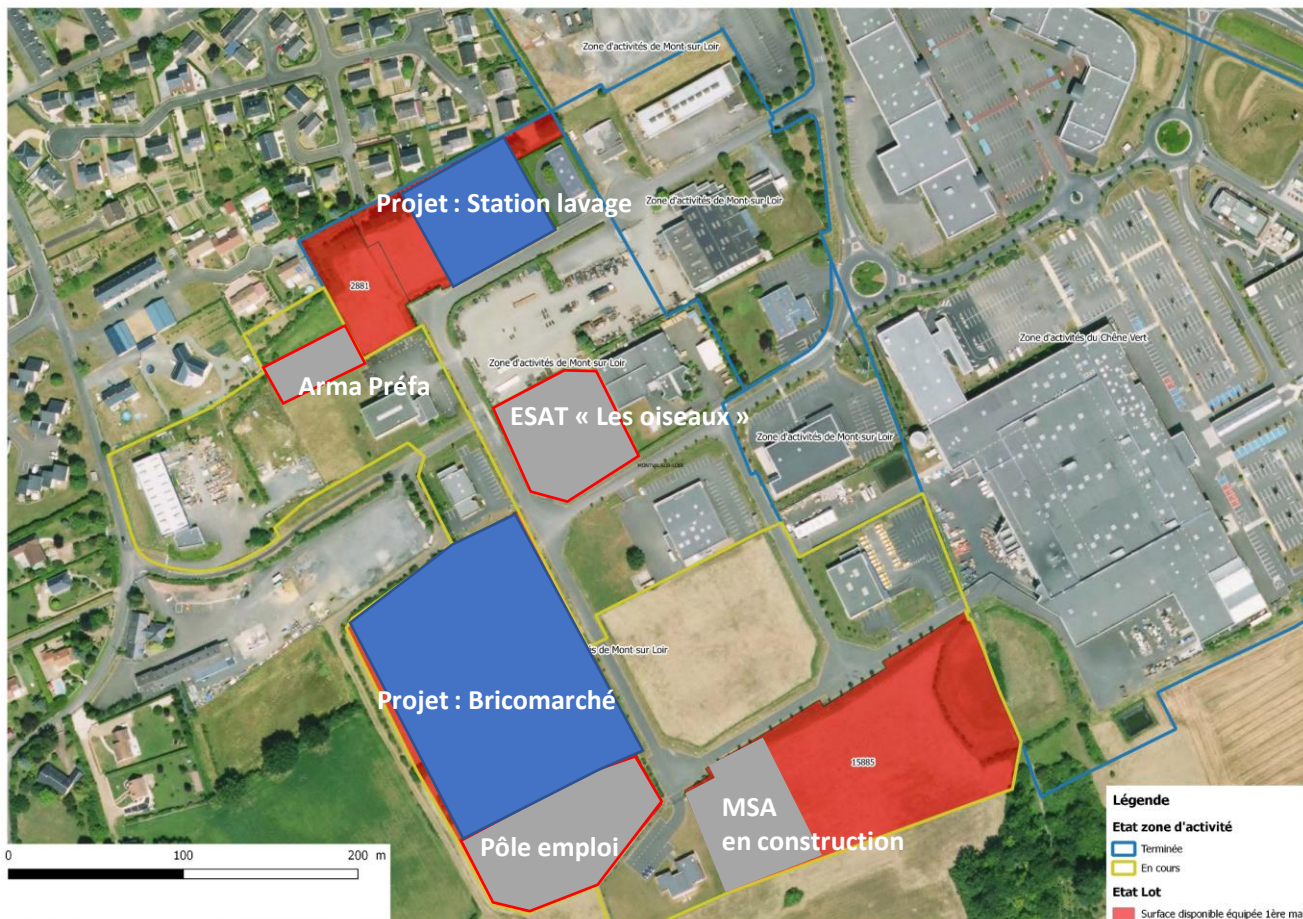 Zone d'activités de Mont sur Loir
Projet : Station lavage
Zone d'activités de Mont sur Loir
2881
Zone d'activités du Chêne Vert
Zone d'activités de Mont sur Loir
Arma Préfa
ESAT « Les oiseaux »
Zone d'activités de Mont sur Loir
és de Mont sur Loir
Projet : Bricomarché
15885
MSA
en construction
Pôle emploi
0 100 200 m
Légende
Etat zone d'activité
Terminée
En cours
Etat Lot
Surface disponible équipée 1ère ma